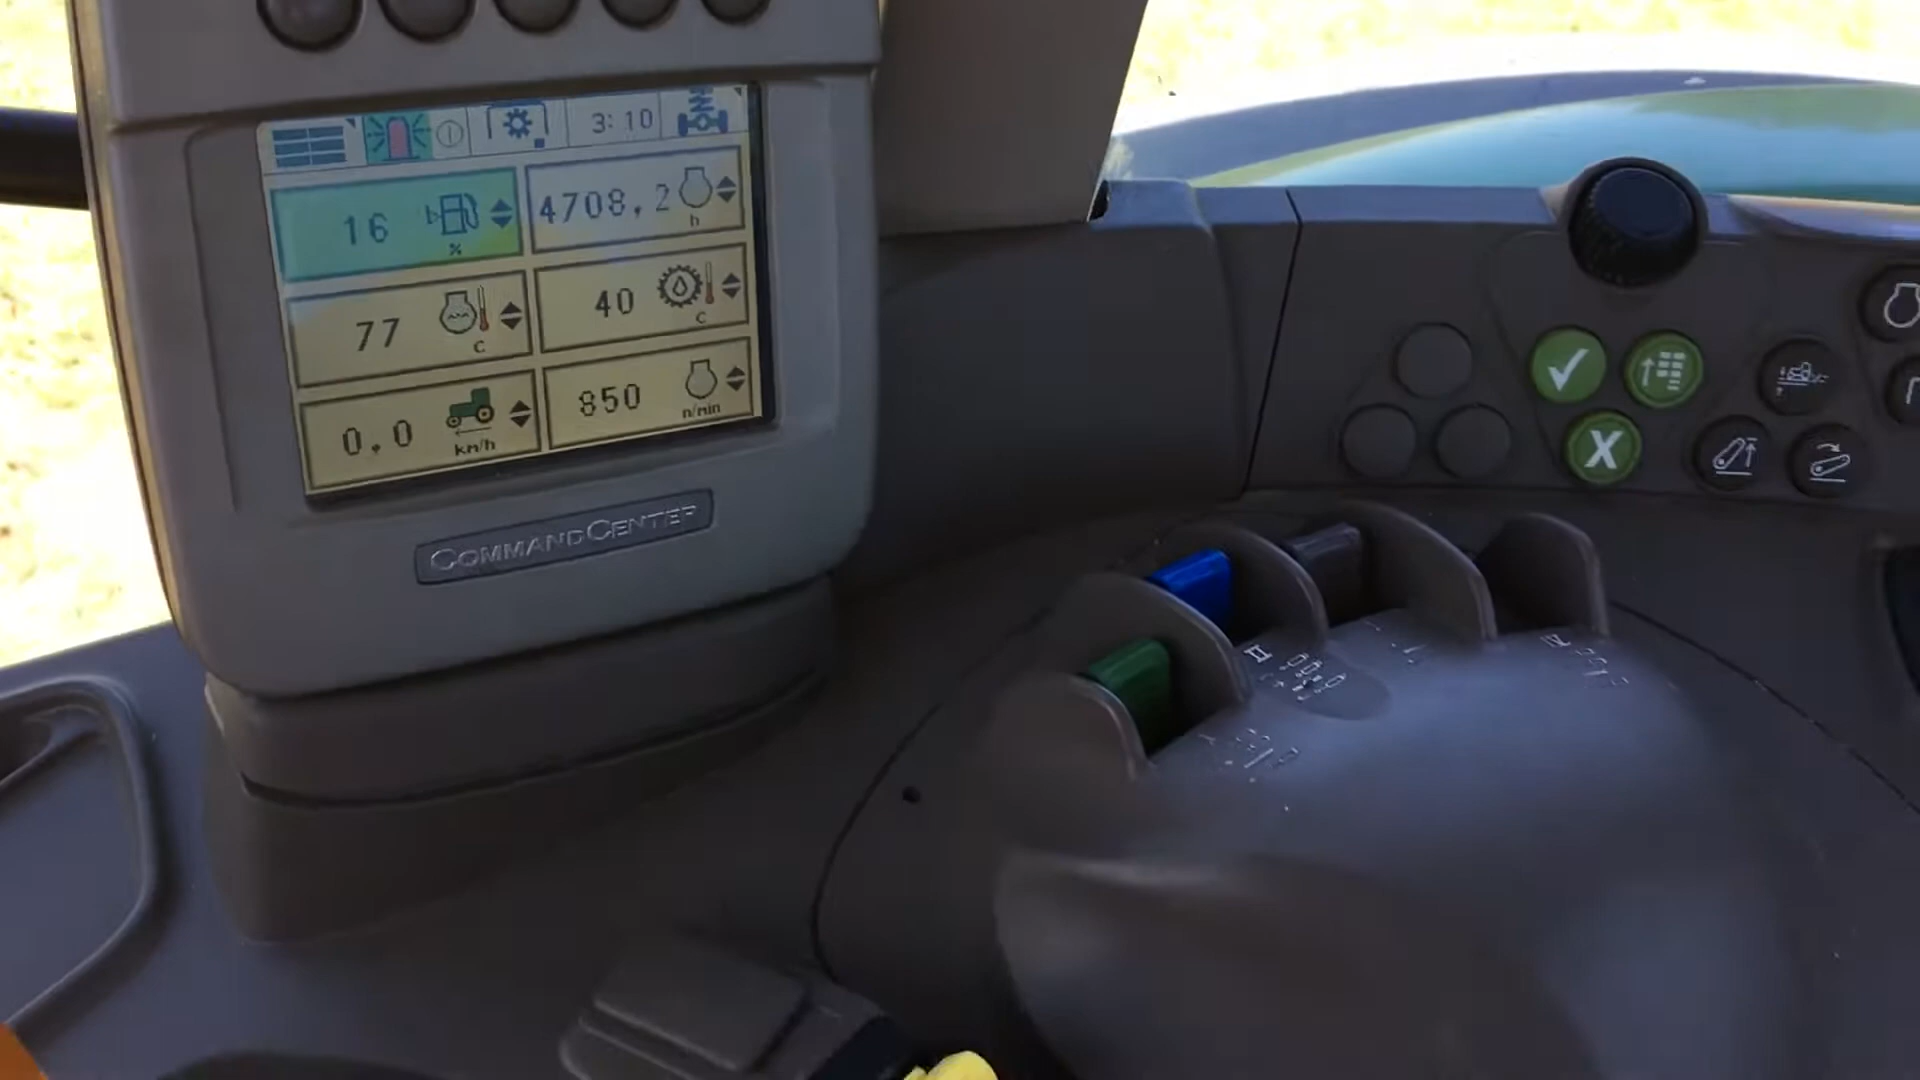 3:10
16
%
4708,2
h
77
C
40
C
0.0
km/h
850
n/min
COMMANDCENTER
X